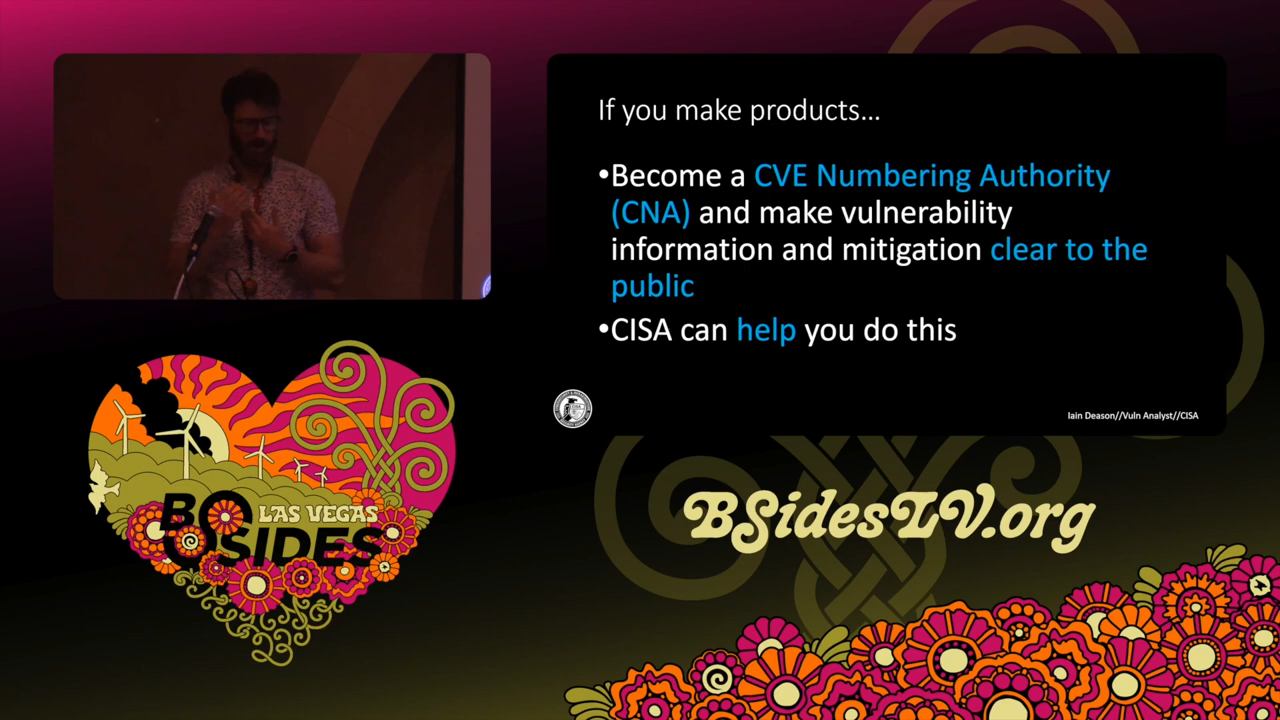 If you make products...
•Become a CVE Numbering Authority
(CNA) and make vulnerability
information and mitigation clear to the
public
•CISA can help you do this
Iain Deason//Vuln Analyst//CISA
LAS VEGAS
BSIDES
23
BSidesLV.org